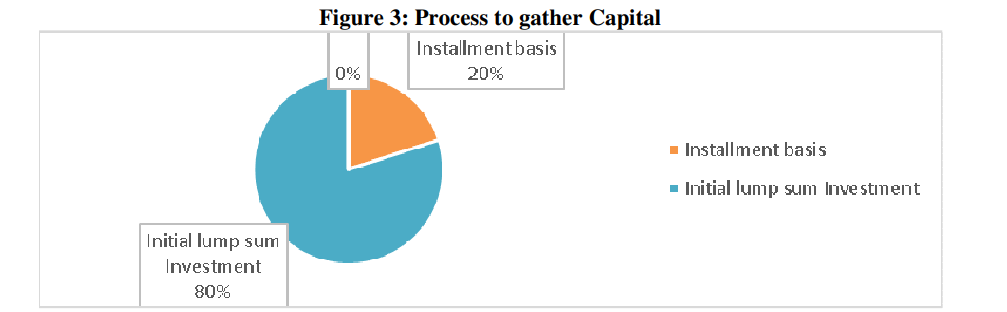 Figure 3: Process to gather Capital
0%
Installment basis
20%
Installment basis
Initial lump sum Investment
Initial lump sum
Investment
80%